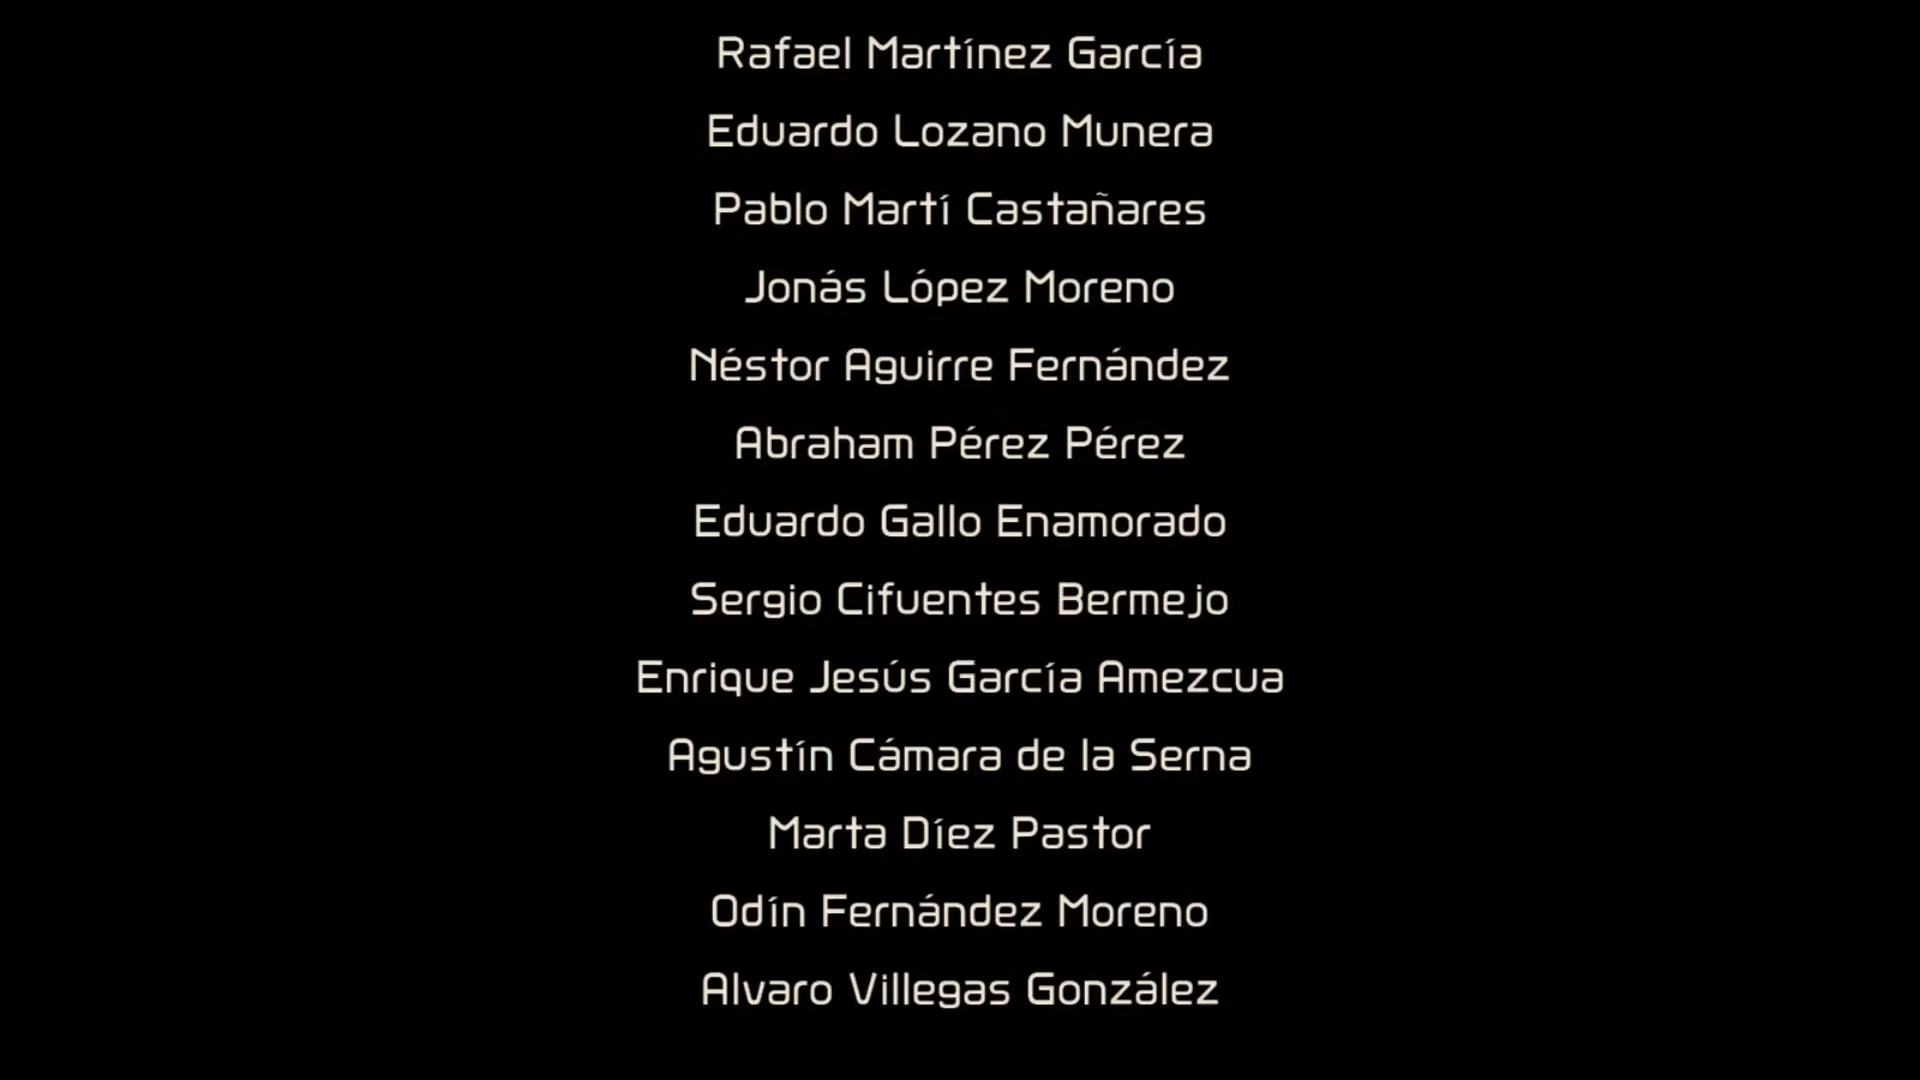 Rafael Martínez García
Eduardo Lozano Munera
Pablo Martí Castañares
Jonás López Moreno
Néstor Aguirre Fernández
Abraham Pérez Pérez
Eduardo Gallo Enamorado
Sergio Cifuentes Bermejo
Enrique Jesús García Amezcua
Agustín Cámara de la Serna
Marta Díez Pastor
Odín Fernández Moreno
Alvaro Villegas González